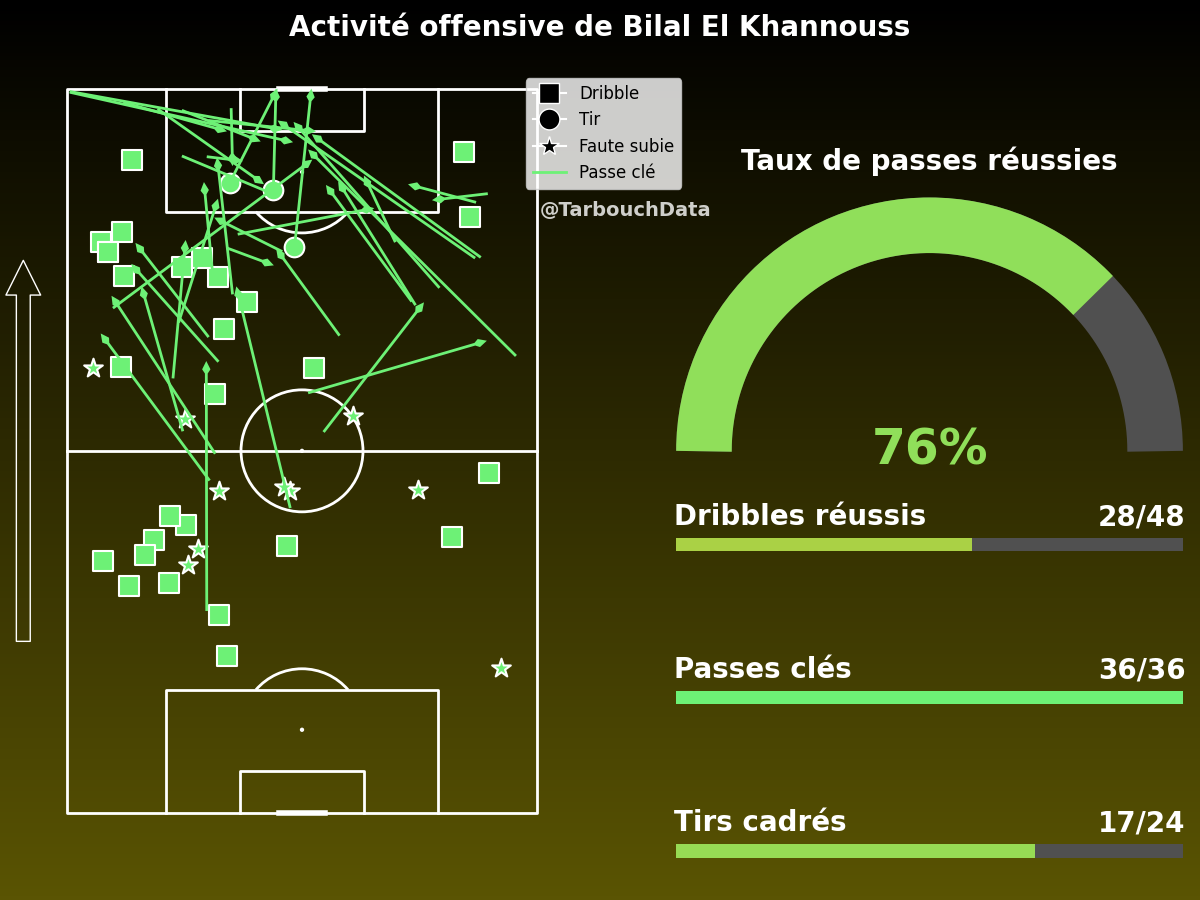 Activité offensive de Bilal El Khannouss
Dribble
Tir
Faute subie
Passe clé
@TarbouchData
Taux de passes réussies
76%
Dribbles réussis 28/48
Passes clés 36/36
Tirs cadrés 17/24